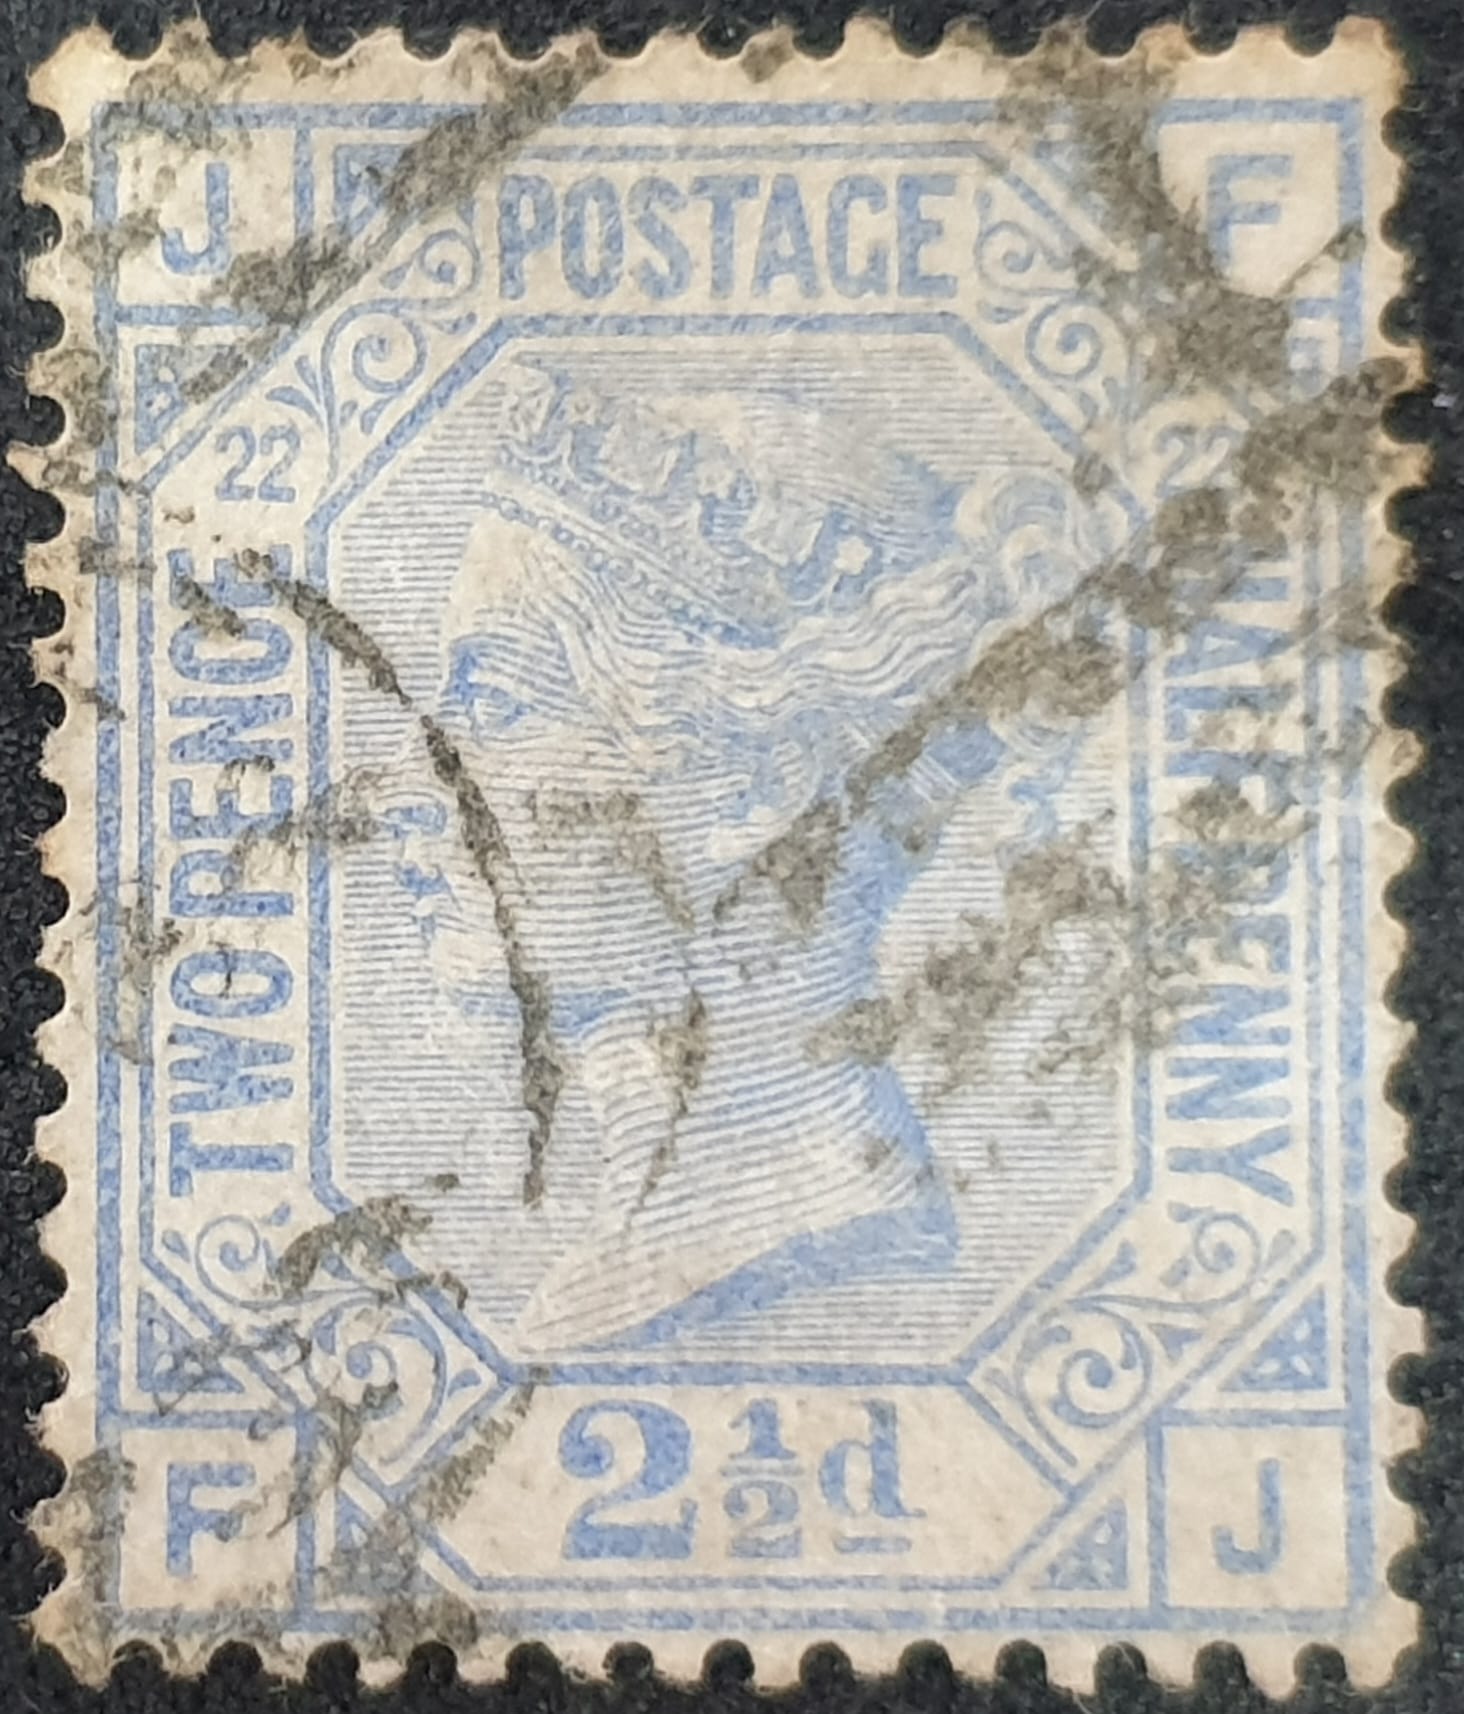 J POSTAGE F
22 22
TWO PENCE HALF PENNY
2½d
F J